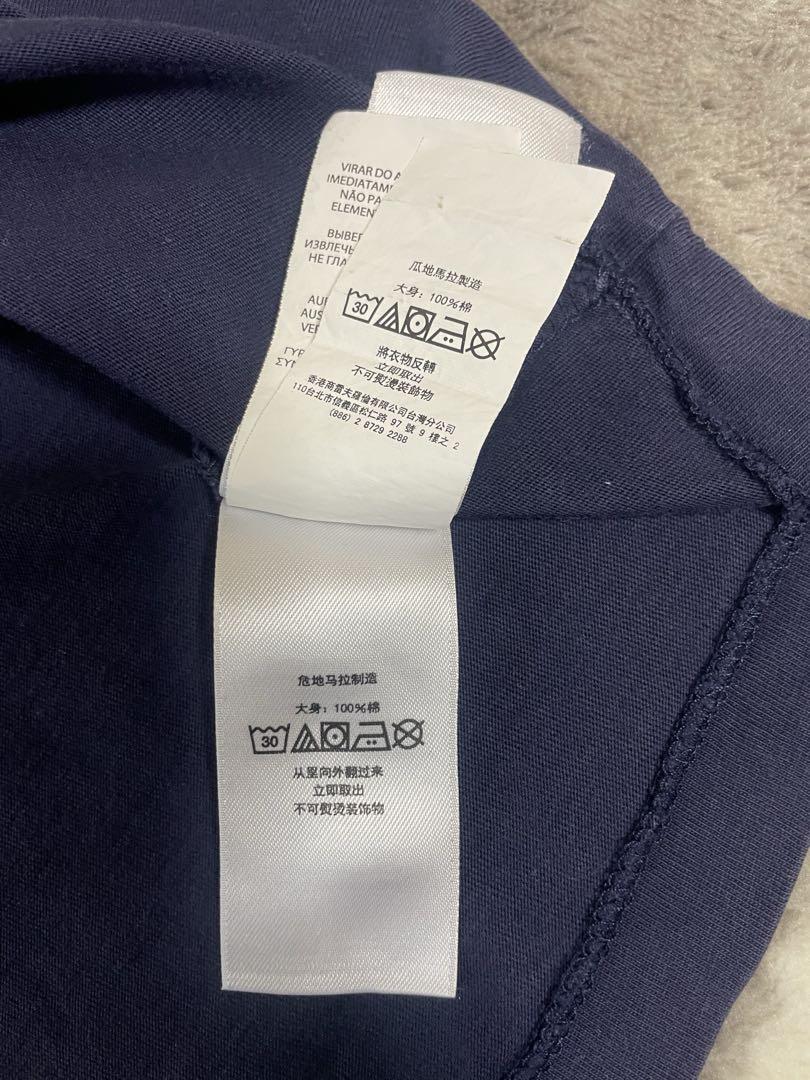 VIRAR DO A
IMEDIATAM
NÃO PA
ELEMEN
ВЫВЕР
ИЗВЛЕЧЬ
НЕ ГЛА
AUF
AUS
VER
ΓΥΡ
ΣΥΝ
瓜地馬拉製造
大身：100%棉
30
將衣物反轉
立即取出
不可熨燙裝飾物
香港商雷夫羅倫有限公司台灣分公司
110台北市信義區松仁路 97 號 9 樓之 2
(886) 2 8729 2288
危地马拉制造
大身：100%棉
30
从里向外翻过来
立即取出
不可熨烫装饰物